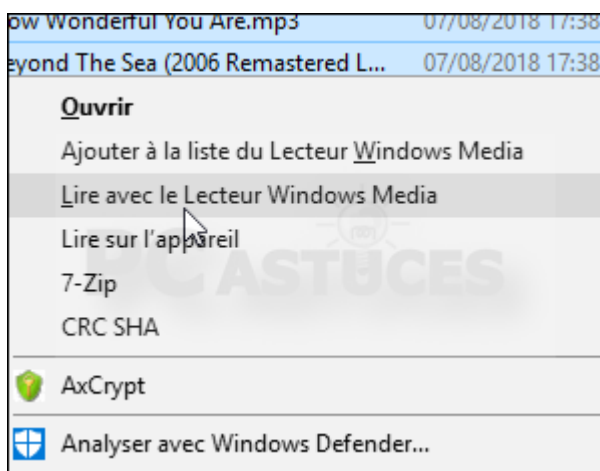 ow Wonderful You Are.mp3 07/08/2018 17:38
eyond The Sea (2006 Remastered L... 07/08/2018 17:38
Ouvrir
Ajouter à la liste du Lecteur Windows Media
Lire avec le Lecteur Windows Media
Lire sur l'appareil
PC ASTUCES
7-Zip
CRC SHA
AxCrypt
Analyser avec Windows Defender...